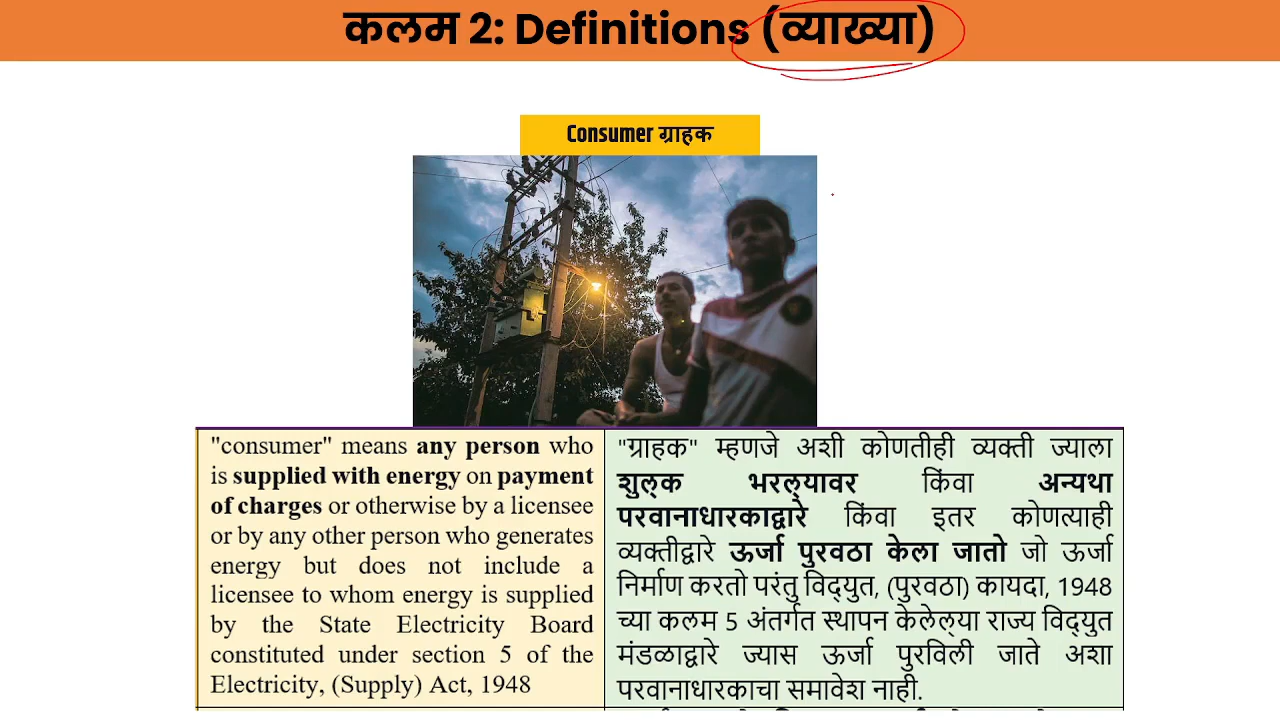 कलम 2: Definitions (व्याख्या)
Consumer ग्राहक
"consumer" means any person who
is supplied with energy on payment
of charges or otherwise by a licensee
or by any other person who generates
energy but does not include a
licensee to whom energy is supplied
by the State Electricity Board
constituted under section 5 of the
Electricity, (Supply) Act, 1948
"ग्राहक" म्हणजे अशी कोणतीही व्यक्ती ज्याला
शुल्क भरल्यावर किंवा अन्यथा
परवानाधारकाद्वारे किंवा इतर कोणत्याही
व्यक्तीद्वारे ऊर्जा पुरवठा केला जातो जो ऊर्जा
निर्माण करतो परंतु विद्युत, (पुरवठा) कायदा, 1948
च्या कलम 5 अंतर्गत स्थापन केलेल्या राज्य विद्युत
मंडळाद्वारे ज्यास ऊर्जा पुरविली जाते अशा
परवानाधारकाचा समावेश नाही.